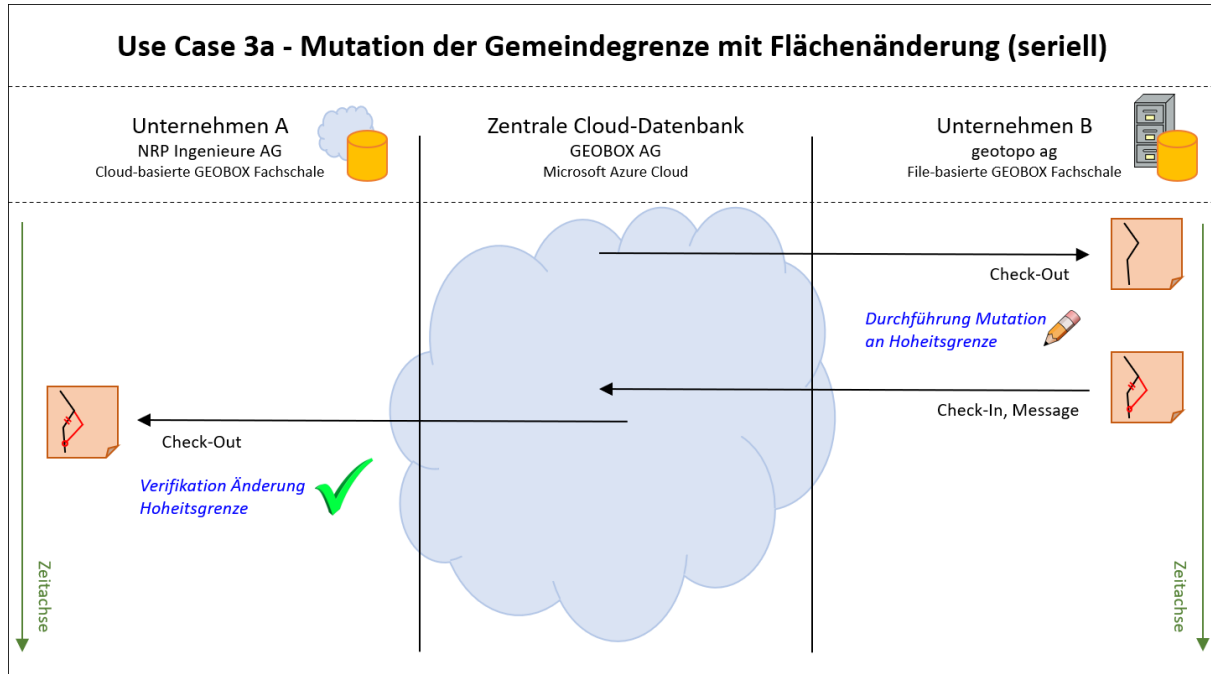 Use Case 3a - Mutation der Gemeindegrenze mit Flächenänderung (seriell)
Unternehmen A
NRP Ingenieure AG
Cloud-basierte GEOBOX Fachschale
Zentrale Cloud-Datenbank
GEOBOX AG
Microsoft Azure Cloud
Unternehmen B
geotopo ag
File-basierte GEOBOX Fachschale
Check-Out
Durchführung Mutation
an Hoheitsgrenze
Check-In, Message
Check-Out
Verifikation Änderung
Hoheitsgrenze
Zeitachse
Zeitachse